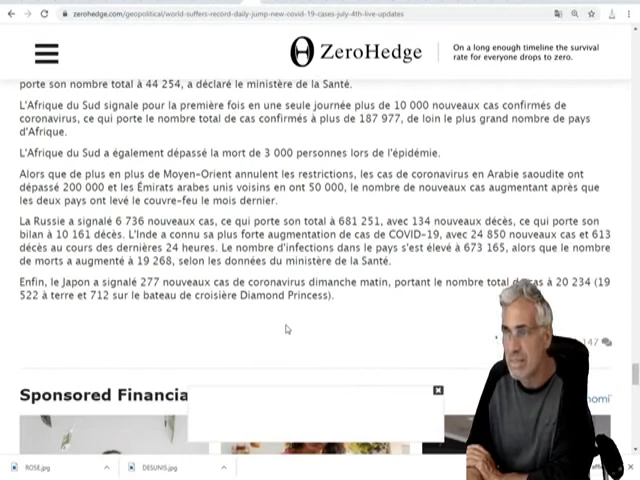 zerohedge.com/geopolitical/world-suffers-record-daily-jump-new-covid-19-cases-july-4th-live-updates
ZeroHedge
On a long enough timeline the survival
rate for everyone drops to zero.
porte son nombre total à 44 254, a déclaré le ministère de la Santé.
L'Afrique du Sud signale pour la première fois en une seule journée plus de 10 000 nouveaux cas confirmés de
coronavirus, ce qui porte le nombre total de cas confirmés à plus de 187 977, de loin le plus grand nombre de pays
d'Afrique.
L'Afrique du Sud a également dépassé la mort de 3 000 personnes lors de l'épidémie.
Alors que de plus en plus de Moyen-Orient annulent les restrictions, les cas de coronavirus en Arabie saoudite ont
dépassé 200 000 et les Émirats arabes unis voisins en ont 50 000, le nombre de nouveaux cas augmentant après que
les deux pays ont levé le couvre-feu le mois dernier.
La Russie a signalé 6 736 nouveaux cas, ce qui porte son total à 681 251, avec 134 nouveaux décès, ce qui porte son
bilan à 10 161 décès. L'Inde a connu sa plus forte augmentation de cas de COVID-19, avec 24 850 nouveaux cas et 613
décès au cours des dernières 24 heures. Le nombre d'infections dans le pays s'est élevé à 673 165, alors que le nombre
de morts a augmenté à 19 268, selon les données du ministère de la Santé.
Enfin, le Japon a signalé 277 nouveaux cas de coronavirus dimanche matin, portant le nombre total à 20 234 (19
522 à terre et 712 sur le bateau de croisière Diamond Princess).
147
Sponsored Financia
ROSE.jpg
DESUNIS.jpg